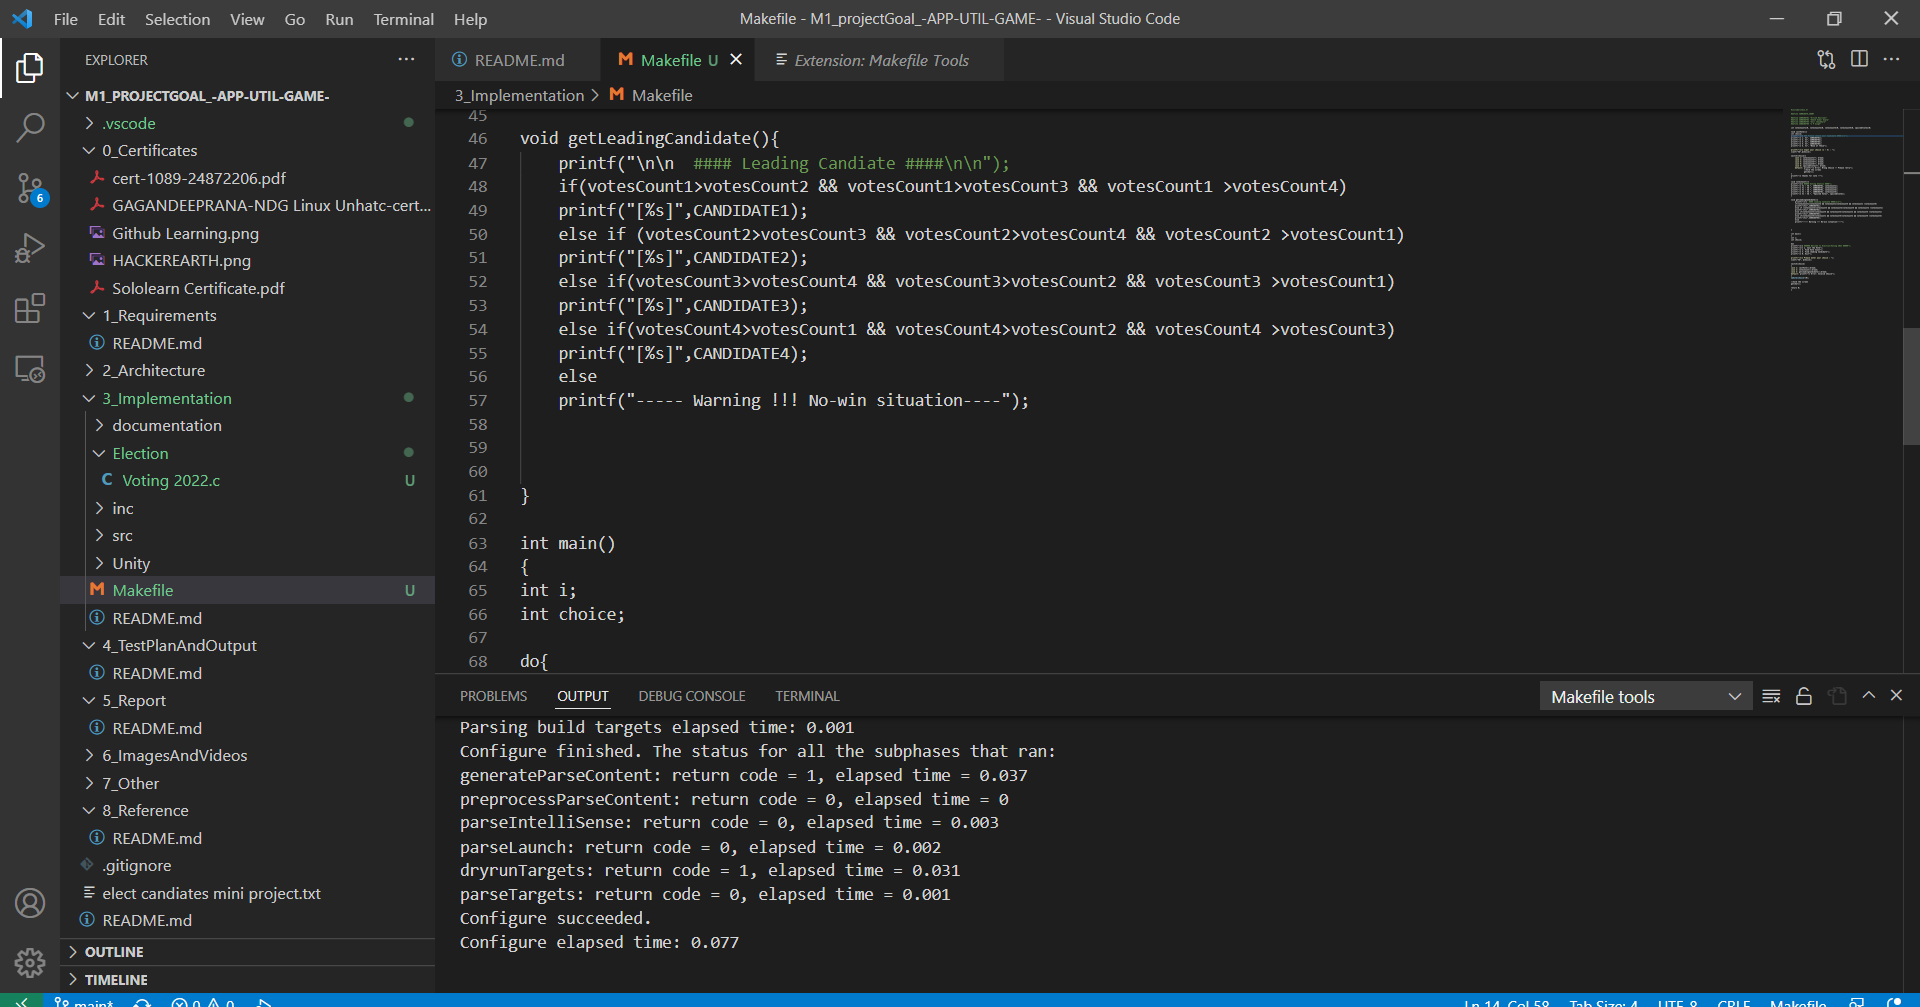 File Edit Selection View Go Run Terminal Help
Makefile - M1_projectGoal_-APP-UTIL-GAME- - Visual Studio Code
EXPLORER
M1_PROJECTGOAL_-APP-UTIL-GAME-
.vscode
0_Certificates
cert-1089-24872206.pdf
GAGANDEEPRANA-NDG Linux Unhatc-cert...
Github Learning.png
HACKEREARTH.png
Sololearn Certificate.pdf
1_Requirements
README.md
2_Architecture
3_Implementation
documentation
Election
Voting 2022.c U
inc
src
Unity
Makefile U
README.md
4_TestPlanAndOutput
README.md
5_Report
README.md
6_ImagesAndVideos
7_Other
8_Reference
README.md
.gitignore
elect candiates mini project.txt
README.md
OUTLINE
TIMELINE
6
README.md
Makefile U
Extension: Makefile Tools
3_Implementation > Makefile
45
46 void getLeadingCandidate(){
47 printf("\n\n  #### Leading Candiate ####\n\n");
48 if(votesCount1>votesCount2 && votesCount1>votesCount3 && votesCount1 >votesCount4)
49 printf("[%s]",CANDIDATE1);
50 else if (votesCount2>votesCount3 && votesCount2>votesCount4 && votesCount2 >votesCount1)
51 printf("[%s]",CANDIDATE2);
52 else if(votesCount3>votesCount4 && votesCount3>votesCount2 && votesCount3 >votesCount1)
53 printf("[%s]",CANDIDATE3);
54 else if(votesCount4>votesCount1 && votesCount4>votesCount2 && votesCount4 >votesCount3)
55 printf("[%s]",CANDIDATE4);
56 else
57 printf("----- Warning !!! No-win situation----");
58
59
60
61 }
62
63 int main()
64 {
65 int i;
66 int choice;
67
68 do{
PROBLEMS OUTPUT DEBUG CONSOLE TERMINAL
Makefile tools
Parsing build targets elapsed time: 0.001
Configure finished. The status for all the subphases that ran:
generateParseContent: return code = 1, elapsed time = 0.037
preprocessParseContent: return code = 0, elapsed time = 0
parseIntelliSense: return code = 0, elapsed time = 0.003
parseLaunch: return code = 0, elapsed time = 0.002
dryrunTargets: return code = 1, elapsed time = 0.031
parseTargets: return code = 0, elapsed time = 0.001
Configure succeeded.
Configure elapsed time: 0.077
main* 0 0
Ln 14, Col 58 Tab Size: 4 UTF-8 CRLF Makefile